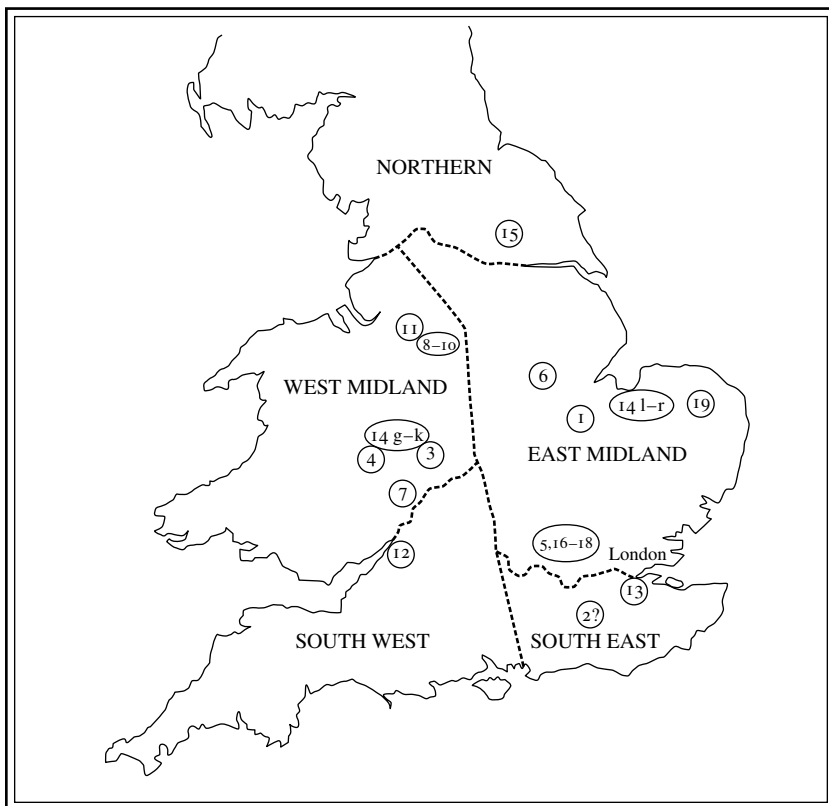 NORTHERN
15
11
8–10
WEST MIDLAND
6
14 l–r
19
1
14 g–k
4
3
EAST MIDLAND
7
12
5,16–18
London
13
2?
SOUTH WEST
SOUTH EAST